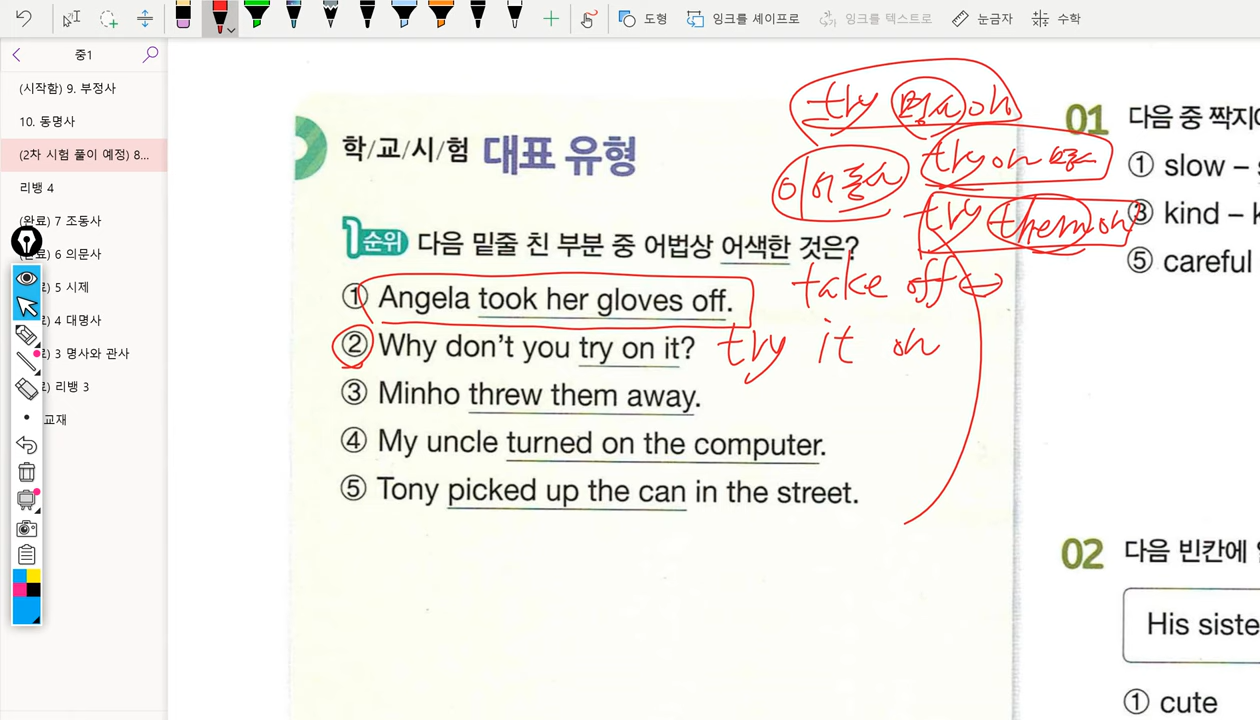 도형
잉크를 셰이프로
잉크를 텍스트로
눈금자
수학
중1
(시작함) 9. 부정사
10. 동명사
(2차 시험 풀이 예정) 8...
리뱅 4
(완료) 7 조동사
6 의문사
) 5 시제
) 4 대명사
) 3 명사와 관사
) 리뱅 3
교재
학/교/시/험 대표 유형
1순위 다음 밑줄 친 부분 중 어법상 어색한 것은?
① Angela took her gloves off.
② Why don't you try on it?
③ Minho threw them away.
④ My uncle turned on the computer.
⑤ Tony picked up the can in the street.
try 명사 on
이어동사
try on 명사
try them on
take off ↔
try it on
01 다음 중 짝지어
① slow –
③ kind –
⑤ careful
02 다음 빈칸에
His siste
① cute